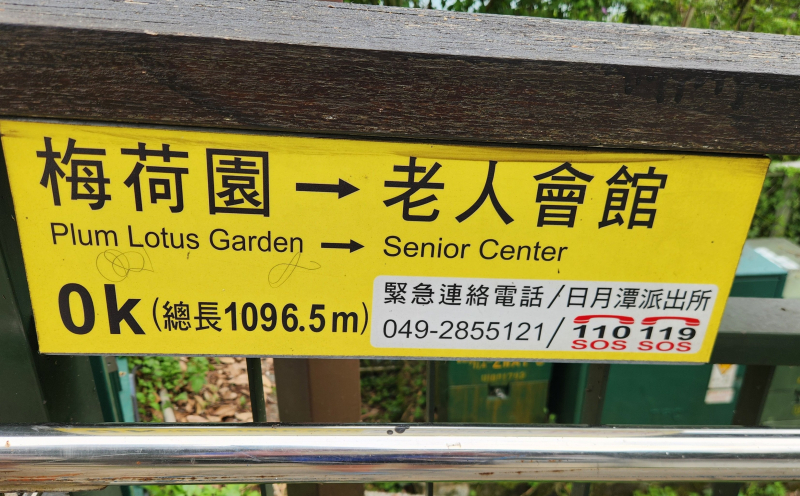 梅荷園→老人會館
Plum Lotus Garden → Senior Center
0k(總長1096.5m)
緊急連絡電話/日月潭派出所
049-2855121/110 119
SOS SOS